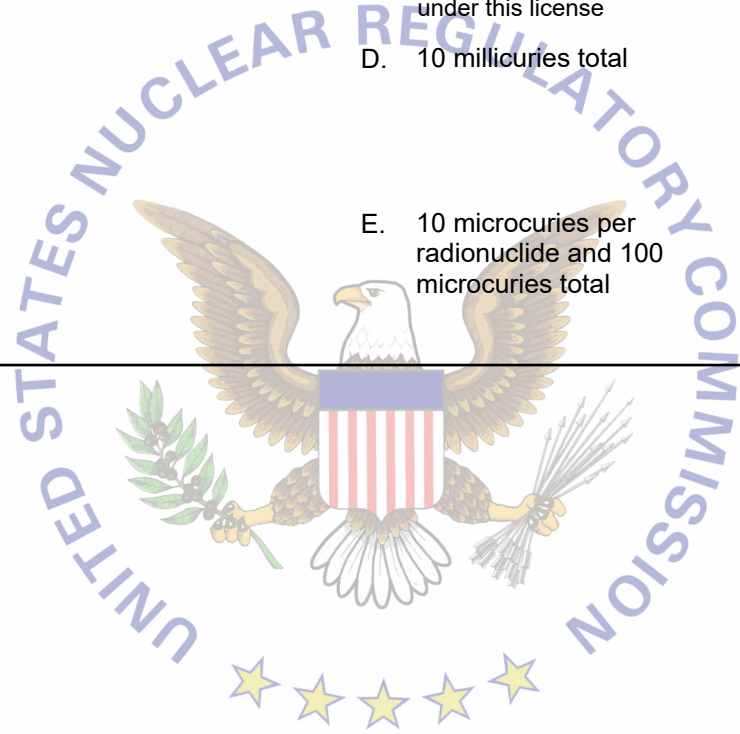 under this license
D. 10 millicuries total
E. 10 microcuries per
radionuclide and 100
microcuries total
UNITED STATES NUCLEAR REGULATORY COMMISSION